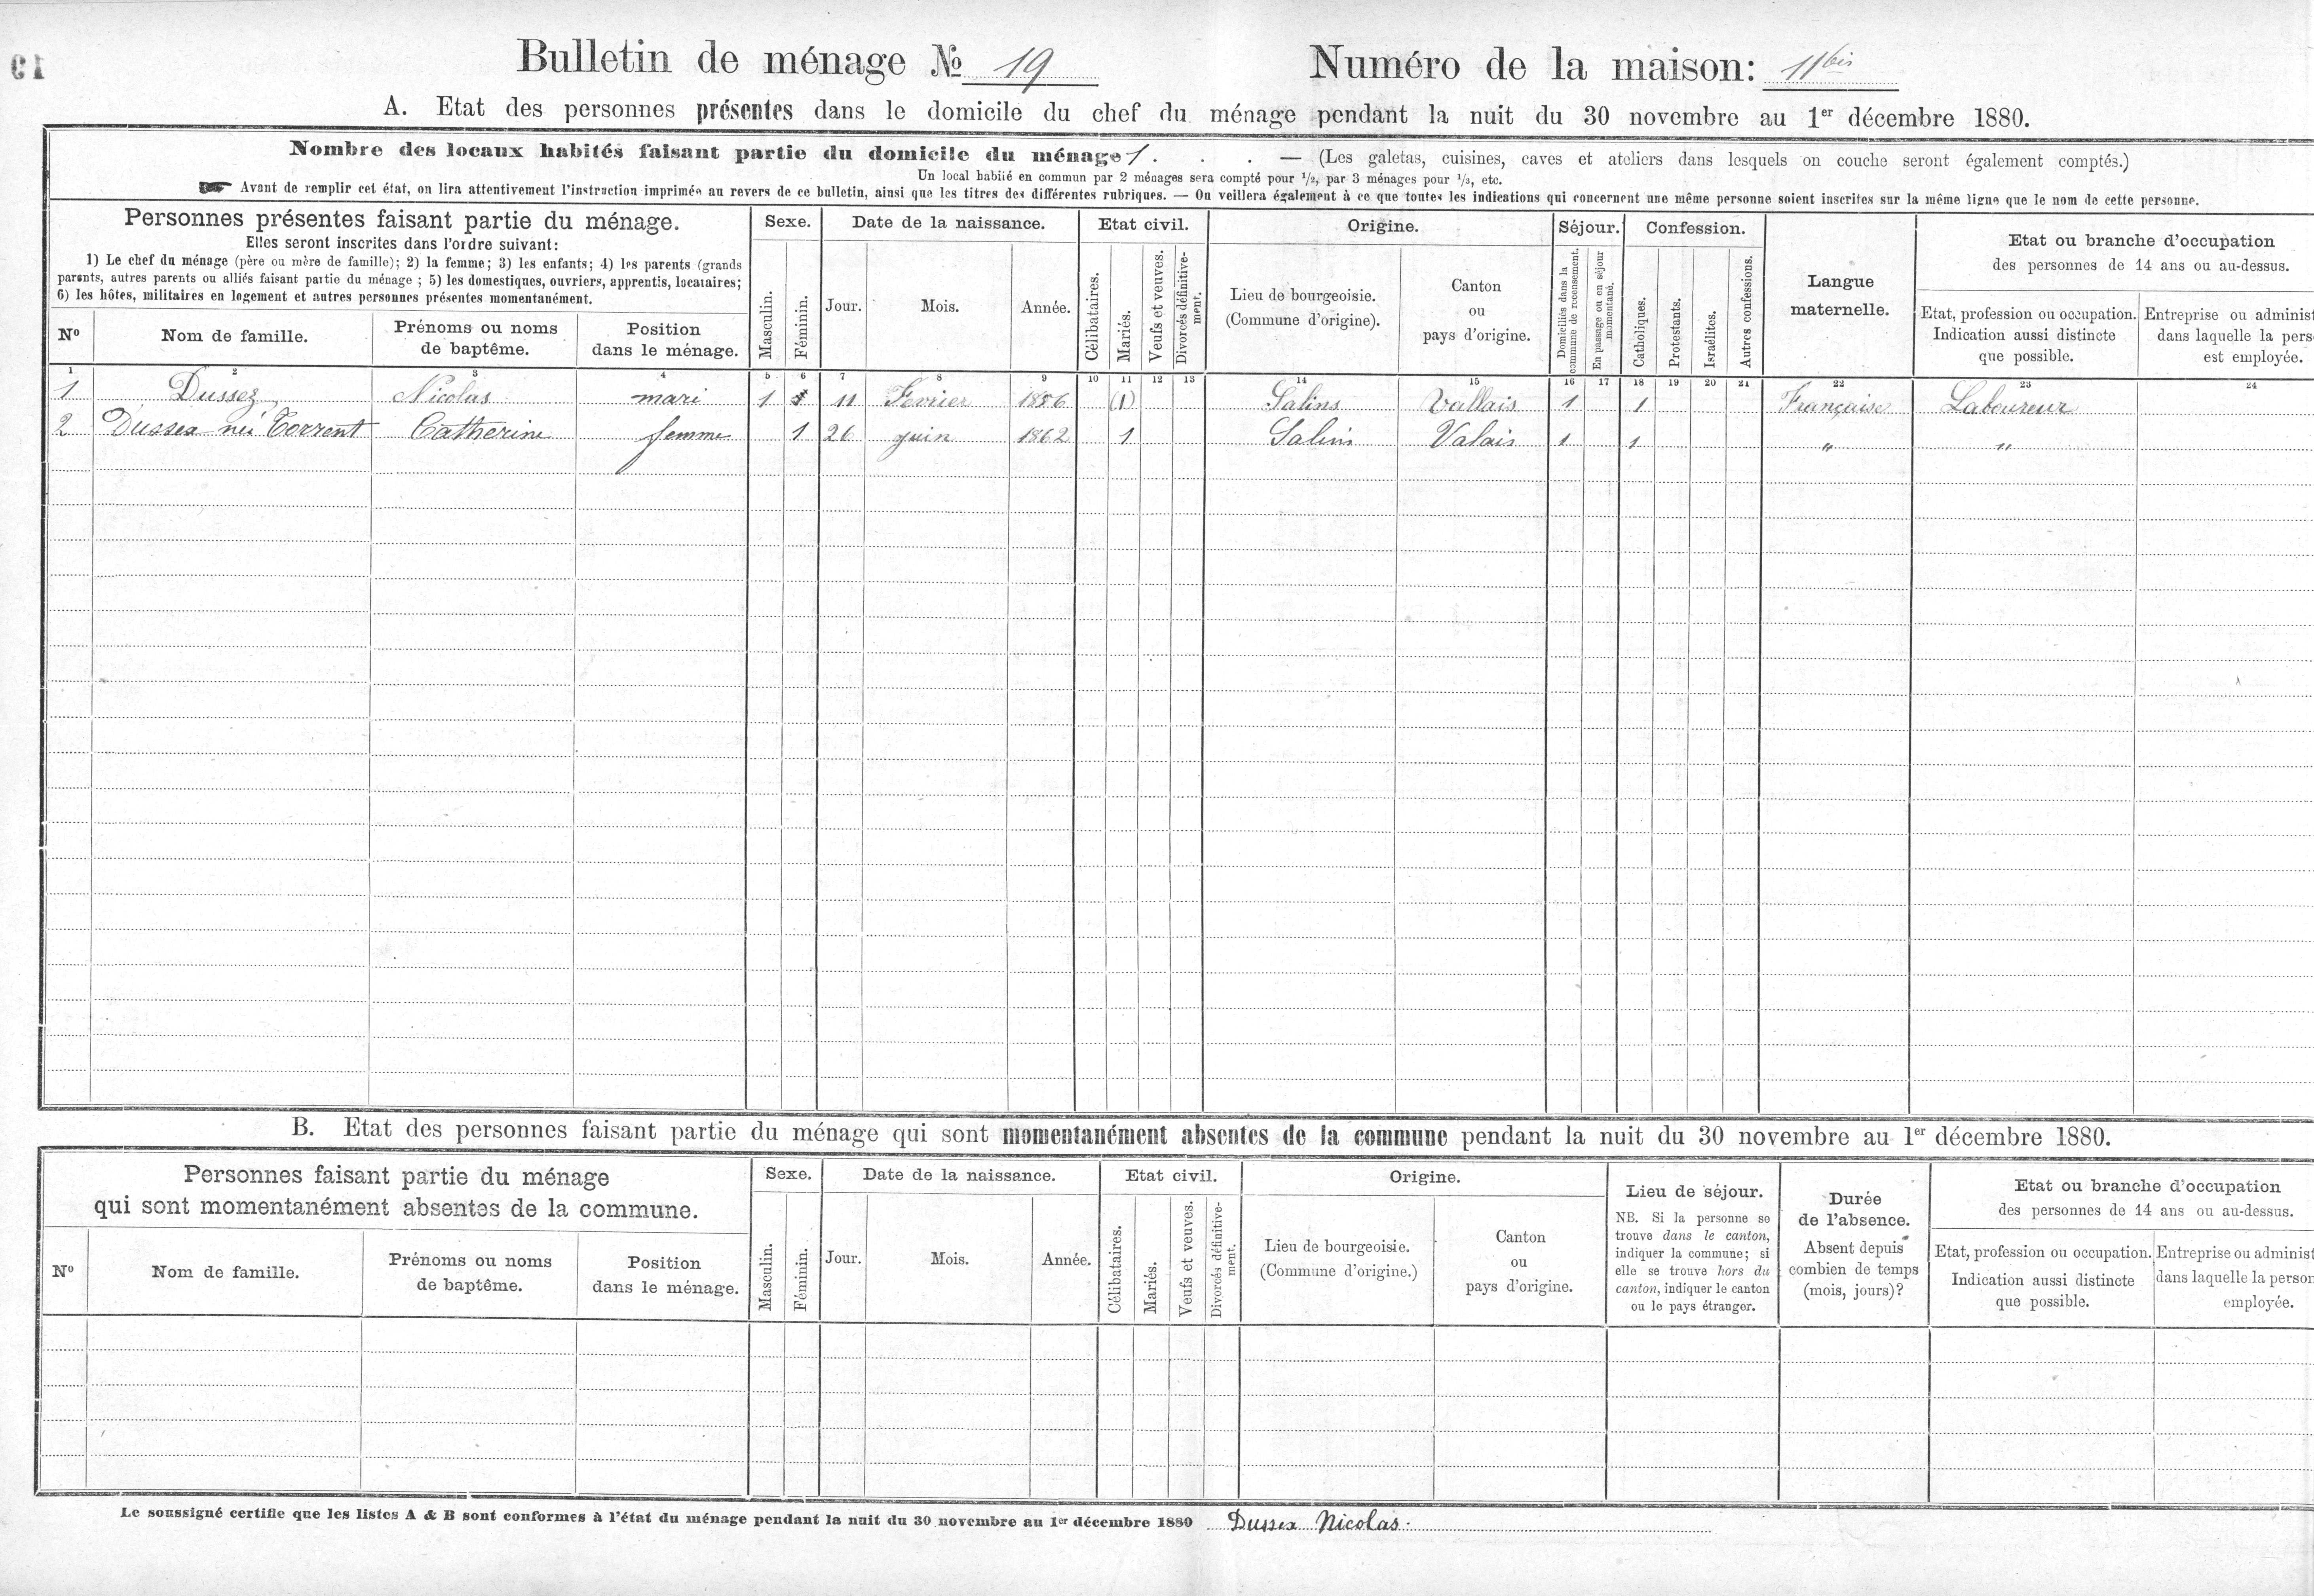 19
Bulletin de ménage No 19 Numéro de la maison: 11 bis
A. Etat des personnes présentes dans le domicile du chef du ménage pendant la nuit du 30 novembre au 1er décembre 1880.
Nombre des locaux habités faisant partie du domicile du ménage 1. . . — (Les galetas, cuisines, caves et ateliers dans lesquels on couche seront également comptés.)
Un local habité en commun par 2 ménages sera compté pour 1/2, par 3 ménages pour 1/3, etc.
☛ Avant de remplir cet état, on lira attentivement l'instruction imprimée au revers de ce bulletin, ainsi que les titres des différentes rubriques. — On veillera également à ce que toutes les indications qui concernent une même personne soient inscrites sur la même ligne que le nom de cette personne.
Personnes présentes faisant partie du ménage.
Elles seront inscrites dans l'ordre suivant:
1) Le chef du ménage (père ou mère de famille); 2) la femme; 3) les enfants; 4) les parents (grands
parents, autres parents ou alliés faisant partie du ménage ; 5) les domestiques, ouvriers, apprentis, locataires;
6) les hôtes, militaires en logement et autres personnes présentes momentanément.
No
Nom de famille.
Prénoms ou noms
de baptême.
Position
dans le ménage.
Sexe.
Masculin.
Féminin.
Date de la naissance.
Jour.
Mois.
Année.
Etat civil.
Célibataires.
Mariés.
Veufs et veuves.
Divorcés définitive-
ment.
Origine.
Lieu de bourgeoisie.
(Commune d'origine).
Canton
ou
pays d'origine.
Séjour.
Domiciliés dans la
commune de recensement.
En passage ou en séjour
momentané.
Confession.
Catholiques.
Protestants.
Israélites.
Autres confessions.
Langue
maternelle.
Etat ou branche d'occupation
des personnes de 14 ans ou au-dessus.
Etat, profession ou occupation.
Indication aussi distincte
que possible.
Entreprise ou administ
dans laquelle la pers
est employée.
1 2 3 4 5 6 7 8 9 10 11 12 13 14 15 16 17 18 19 20 21 22 23 24
1 Dussez Nicolas mari 1 11 Fevrier 1856 (1) Salins Vallais 1 1 Française Laboureur
2 Dussex née Torrent Catherine femme 1 26 juin 1862 1 Salins Valais 1 1 " "
B. Etat des personnes faisant partie du ménage qui sont momentanément absentes de la commune pendant la nuit du 30 novembre au 1er décembre 1880.
Personnes faisant partie du ménage
qui sont momentanément absentes de la commune.
No
Nom de famille.
Prénoms ou noms
de baptême.
Position
dans le ménage.
Sexe.
Masculin.
Féminin.
Date de la naissance.
Jour.
Mois.
Année.
Etat civil.
Célibataires.
Mariés.
Veufs et veuves.
Divorcés définitive-
ment.
Origine.
Lieu de bourgeoisie.
(Commune d'origine.)
Canton
ou
pays d'origine.
Lieu de séjour.
NB. Si la personne se
trouve dans le canton,
indiquer la commune; si
elle se trouve hors du
canton, indiquer le canton
ou le pays étranger.
Durée
de l'absence.
Absent depuis
combien de temps
(mois, jours)?
Etat ou branche d'occupation
des personnes de 14 ans ou au-dessus.
Etat, profession ou occupation.
Indication aussi distincte
que possible.
Entreprise ou administ
dans laquelle la person
employée.
Le soussigné certifie que les listes A & B sont conformes à l'état du ménage pendant la nuit du 30 novembre au 1er décembre 1880 Dussex Nicolas.